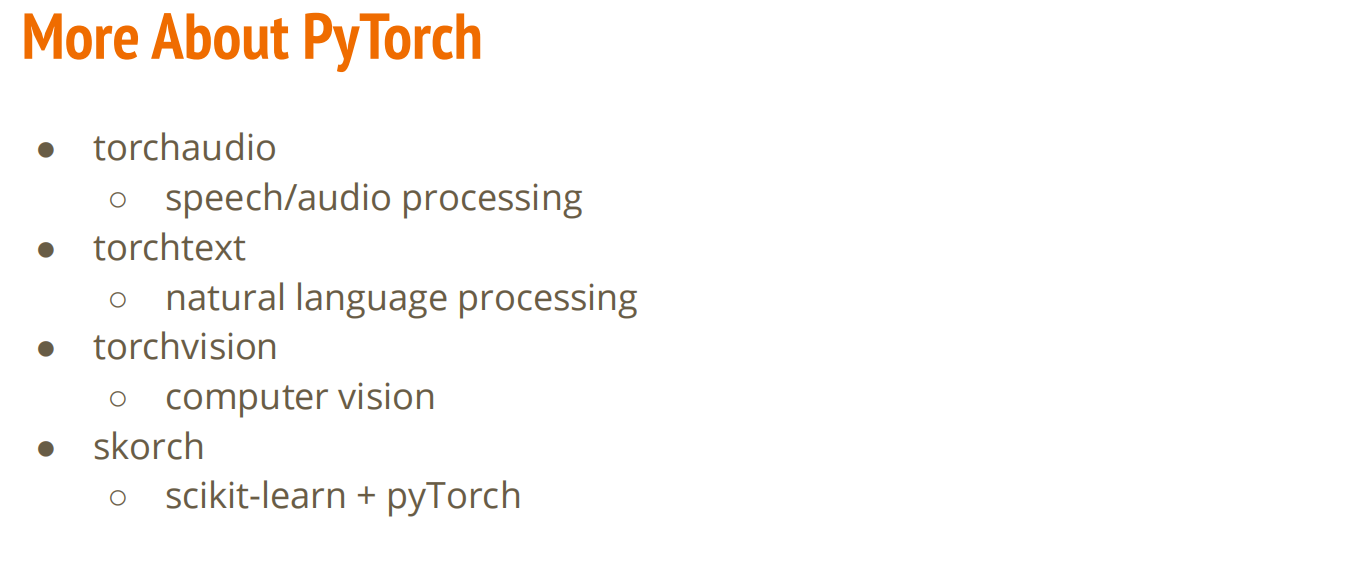 More About PyTorch
● torchaudio
○ speech/audio processing
● torchtext
○ natural language processing
● torchvision
○ computer vision
● skorch
○ scikit-learn + pyTorch